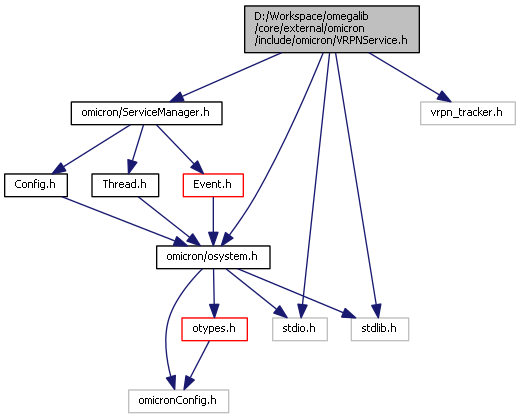 D:/Workspace/omegalib
/core/external/omicron
/include/omicron/VRPNService.h
omicron/ServiceManager.h
vrpn_tracker.h
Config.h
Thread.h
Event.h
omicron/osystem.h
otypes.h
stdio.h
stdlib.h
omicronConfig.h